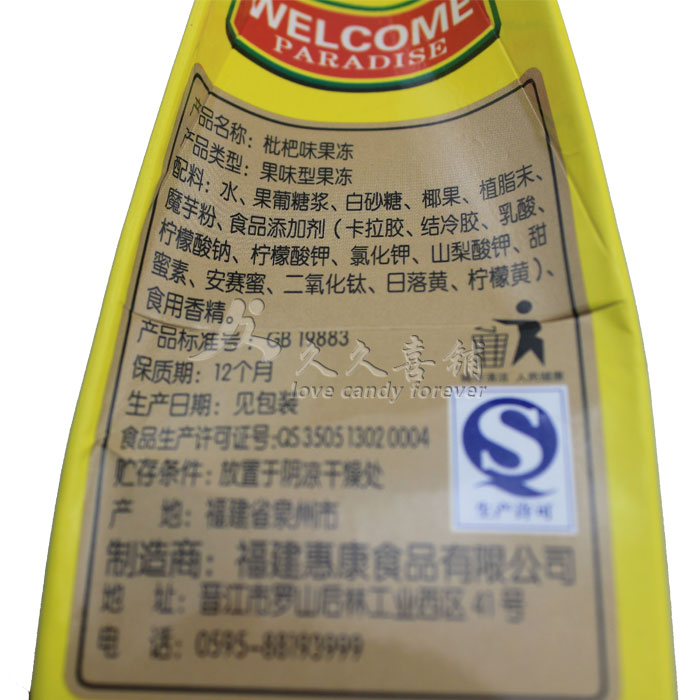 WELCOME
PARADISE
产品名称：枇杷味果冻
产品类型：果味型果冻
配料：水、果葡糖浆、白砂糖、椰果、植脂末、
魔芋粉、食品添加剂（卡拉胶、结冷胶、乳酸、
柠檬酸钠、柠檬酸钾、氯化钾、山梨酸钾、甜
蜜素、安赛蜜、二氧化钛、日落黄、柠檬黄）、
食用香精。
产品标准号：GB 19883
久久喜铺
love candy forever
保质期：12个月
生产日期：见包装
食品生产许可证号:QS 3505 1302 0004
贮存条件：放置于阴凉干燥处
产 地：福建省泉州市
制造商：福建惠康食品有限公司
地 址：晋江市罗山后林工业西区41号
电 话：0595-88193999
生产许可